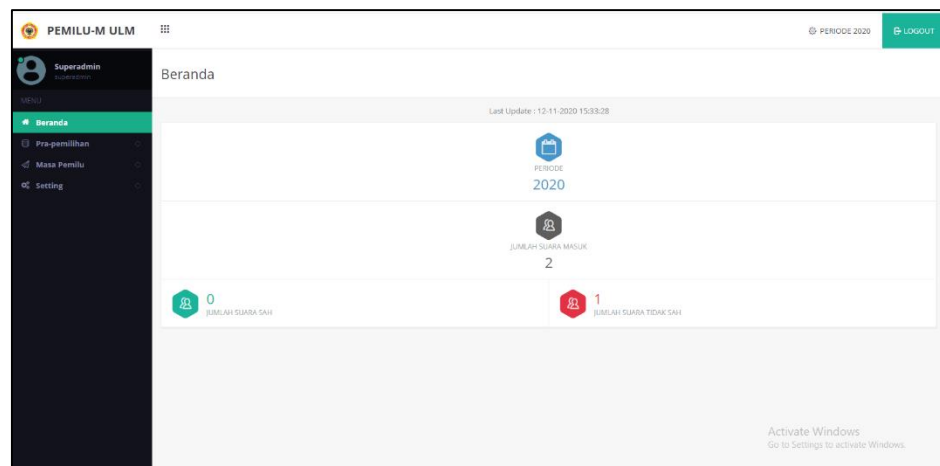 PEMILU-M ULM
PERIODE 2020
LOGOUT
Superadmin
superadmin
Beranda
MENU
Beranda
Pra-pemilihan
Masa Pemilu
Setting
Last Update : 12-11-2020 15:33:28
PERIODE
2020
JUMLAH SUARA MASUK
2
0
JUMLAH SUARA SAH
1
JUMLAH SUARA TIDAK SAH
Activate Windows
Go to Settings to activate Windows.